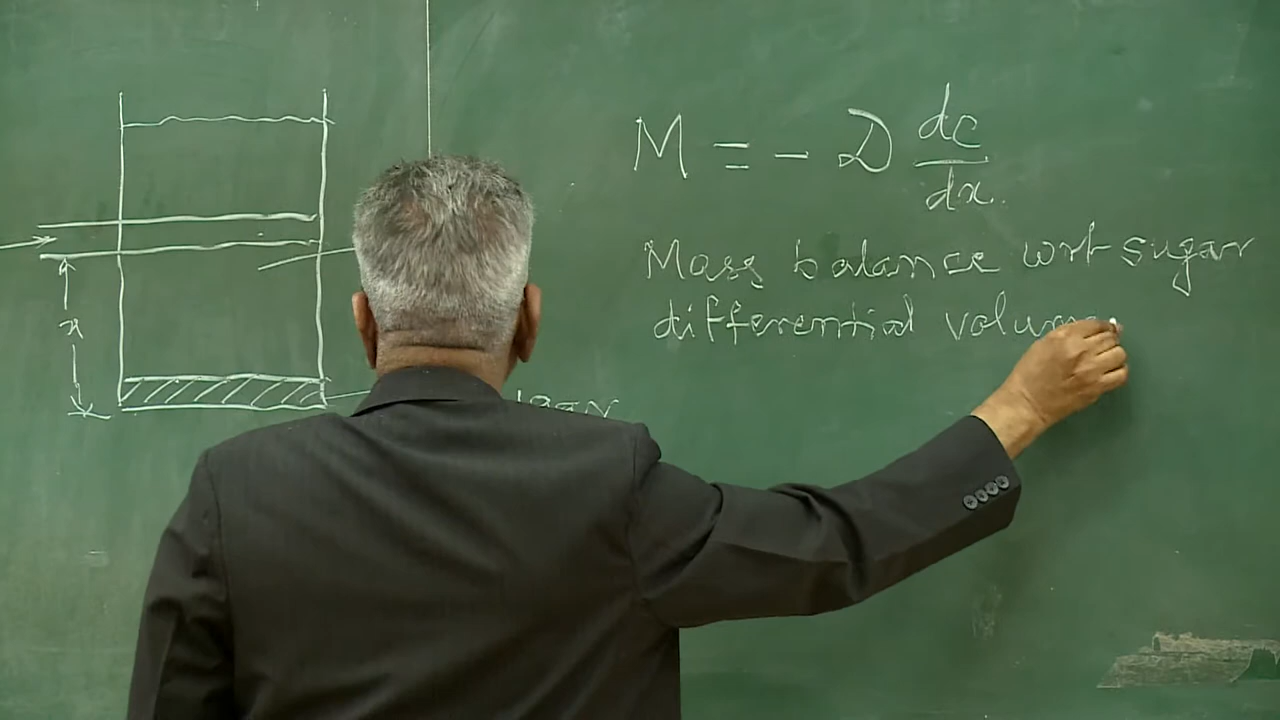 M = - D dc/dx
x
Mass balance wrt sugar
differential volume